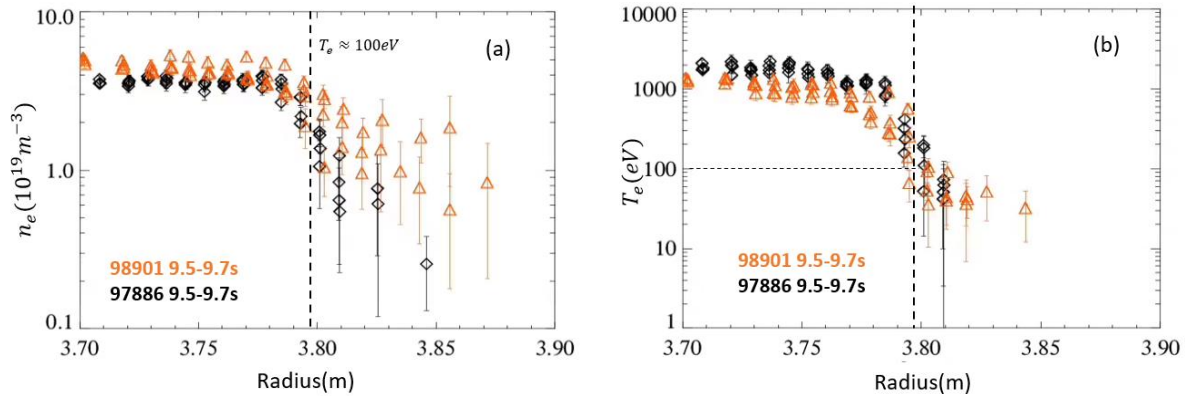 10.0
1.0
0.1
n_e(10^{19}m^{-3})
(a)
T_e ≈ 100eV
98901 9.5-9.7s
97886 9.5-9.7s
3.70 3.75 3.80 3.85 3.90
Radius(m)
10000
1000
100
10
1
T_e(eV)
(b)
98901 9.5-9.7s
97886 9.5-9.7s
3.70 3.75 3.80 3.85 3.90
Radius(m)